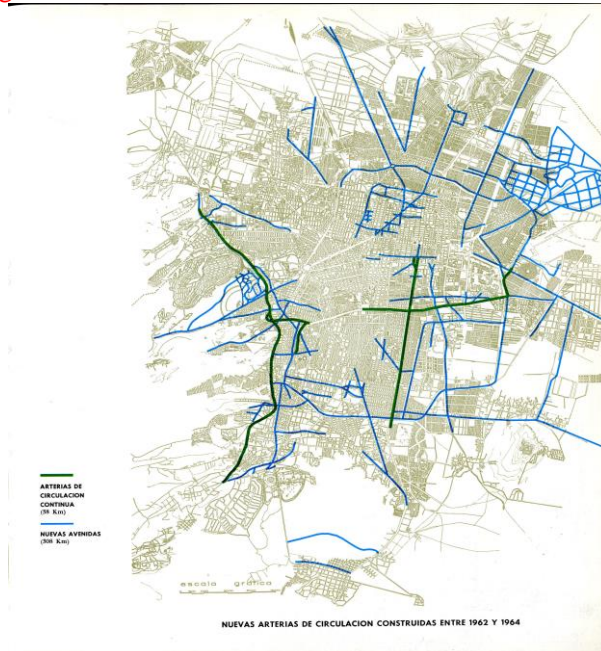 ARTERIAS DE
CIRCULACION
CONTINUA
(56 Km)
NUEVAS AVENIDAS
(308 Km)
escala gráfica
NUEVAS ARTERIAS DE CIRCULACION CONSTRUIDAS ENTRE 1962 Y 1964